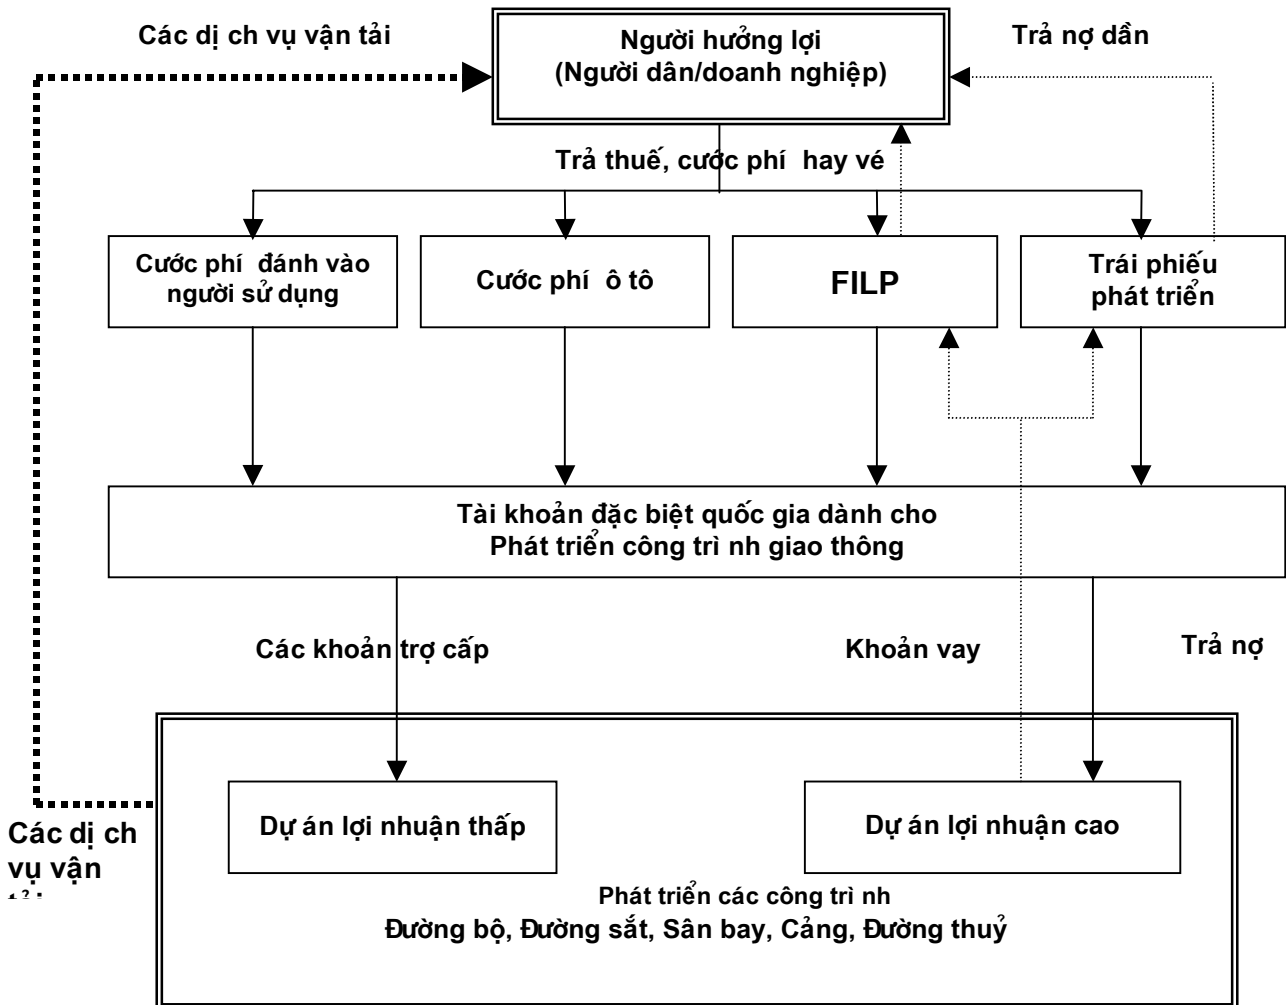 Các dị ch vụ vận tải
Người hưởng lợi
(Người dân/doanh nghiệp)
Trả nợ dần
Trả thuế, cước phí hay vé
Cước phí đánh vào
người sử dụng
Cước phí ô tô
FILP
Trái phiếu
phát triển
Tài khoản đặc biệt quốc gia dành cho
Phát triển công trì nh giao thông
Các khoản trợ cấp
Khoản vay
Trả nợ
Dự án lợi nhuận thấp
Dự án lợi nhuận cao
Các dị ch
vụ vận
Phát triển các công trì nh
Đường bộ, Đường sắt, Sân bay, Cảng, Đường thuỷ